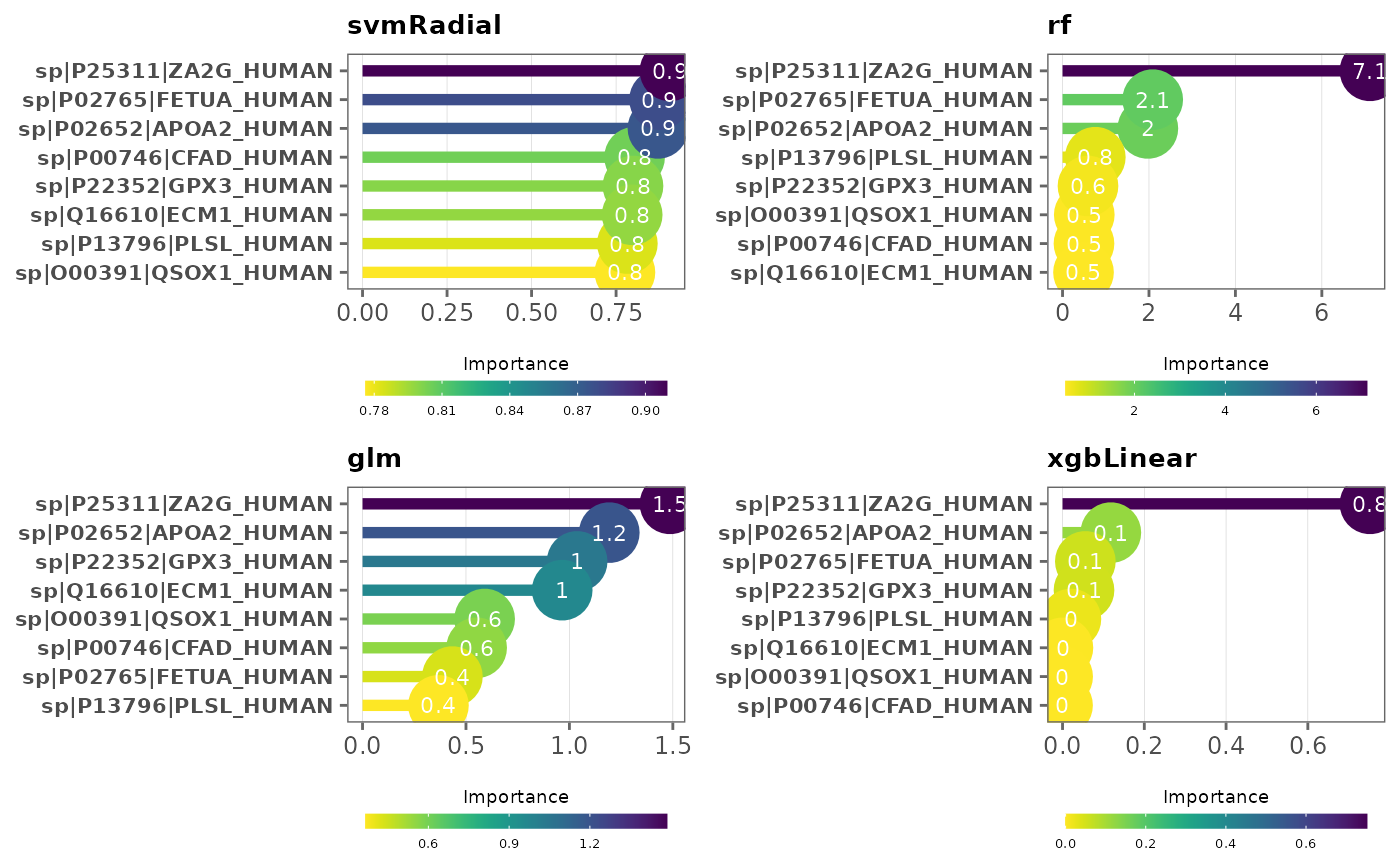 svmRadial
sp|P25311|ZA2G_HUMAN 0.9
sp|P02765|FETUA_HUMAN 0.9
sp|P02652|APOA2_HUMAN 0.9
sp|P00746|CFAD_HUMAN 0.8
sp|P22352|GPX3_HUMAN 0.8
sp|Q16610|ECM1_HUMAN 0.8
sp|P13796|PLSL_HUMAN 0.8
sp|O00391|QSOX1_HUMAN 0.8
0.00 0.25 0.50 0.75
Importance
0.78 0.81 0.84 0.87 0.90
rf
sp|P25311|ZA2G_HUMAN 7.1
sp|P02765|FETUA_HUMAN 2.1
sp|P02652|APOA2_HUMAN 2
sp|P13796|PLSL_HUMAN 0.8
sp|P22352|GPX3_HUMAN 0.6
sp|O00391|QSOX1_HUMAN 0.5
sp|P00746|CFAD_HUMAN 0.5
sp|Q16610|ECM1_HUMAN 0.5
0 2 4 6
Importance
2 4 6
glm
sp|P25311|ZA2G_HUMAN 1.5
sp|P02652|APOA2_HUMAN 1.2
sp|P22352|GPX3_HUMAN 1
sp|Q16610|ECM1_HUMAN 1
sp|O00391|QSOX1_HUMAN 0.6
sp|P00746|CFAD_HUMAN 0.6
sp|P02765|FETUA_HUMAN 0.4
sp|P13796|PLSL_HUMAN 0.4
0.0 0.5 1.0 1.5
Importance
0.6 0.9 1.2
xgbLinear
sp|P25311|ZA2G_HUMAN 0.8
sp|P02652|APOA2_HUMAN 0.1
sp|P02765|FETUA_HUMAN 0.1
sp|P22352|GPX3_HUMAN 0.1
sp|P13796|PLSL_HUMAN 0
sp|Q16610|ECM1_HUMAN 0
sp|O00391|QSOX1_HUMAN 0
sp|P00746|CFAD_HUMAN 0
0.0 0.2 0.4 0.6
Importance
0.0 0.2 0.4 0.6